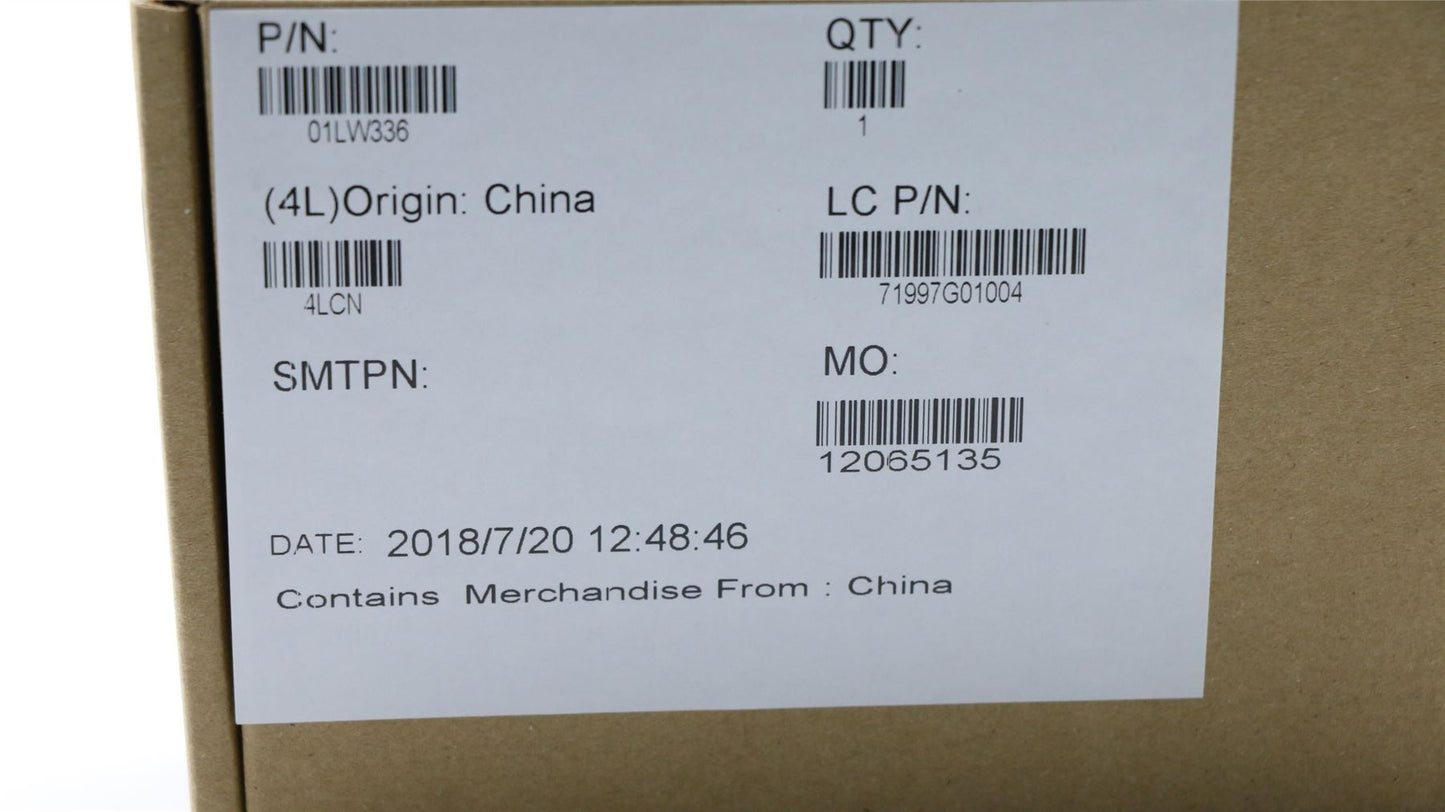 P/N:
01LW336
QTY:
1
(4L)Origin: China
4LCN
LC P/N:
71997G01004
SMTPN:
MO:
12065135
DATE: 2018/7/20 12:48:46
Contains Merchandise From : China